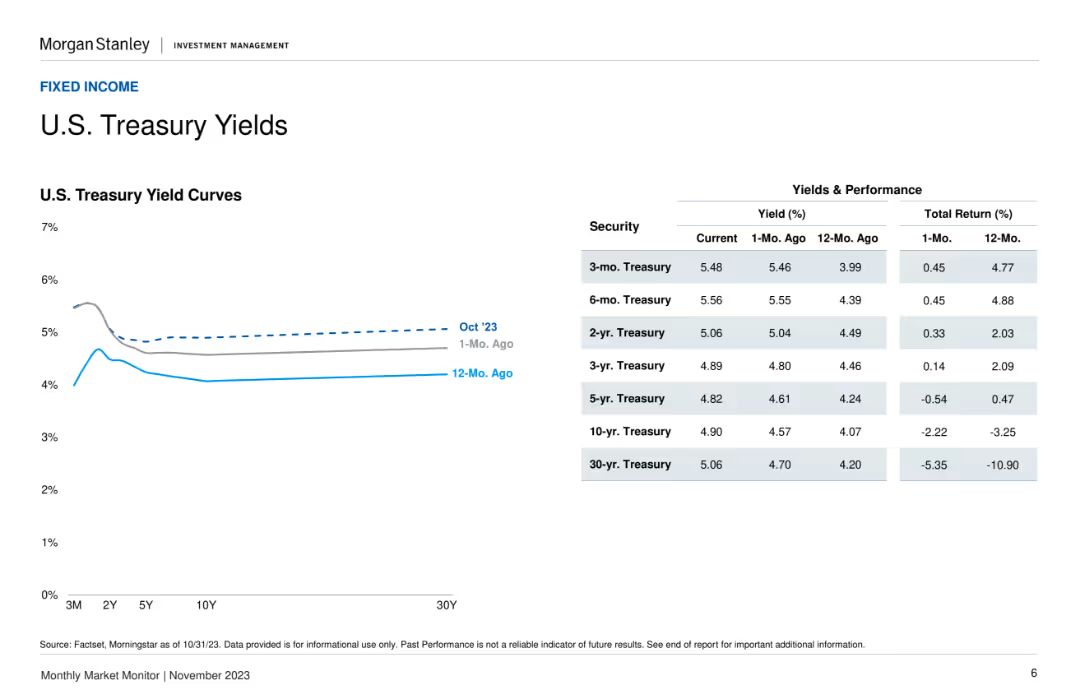 Morgan Stanley | INVESTMENT MANAGEMENT
FIXED INCOME
U.S. Treasury Yields
U.S. Treasury Yield Curves
7%
6%
5%
4%
3%
2%
1%
0%
3M 2Y 5Y 10Y 30Y
Oct '23
1-Mo. Ago
12-Mo. Ago
Yields & Performance
Security Yield (%) Total Return (%)
Current 1-Mo. Ago 12-Mo. Ago 1-Mo. 12-Mo.
3-mo. Treasury 5.48 5.46 3.99 0.45 4.77
6-mo. Treasury 5.56 5.55 4.39 0.45 4.88
2-yr. Treasury 5.06 5.04 4.49 0.33 2.03
3-yr. Treasury 4.89 4.80 4.46 0.14 2.09
5-yr. Treasury 4.82 4.61 4.24 -0.54 0.47
10-yr. Treasury 4.90 4.57 4.07 -2.22 -3.25
30-yr. Treasury 5.06 4.70 4.20 -5.35 -10.90
Source: Factset, Morningstar as of 10/31/23. Data provided is for informational use only. Past Performance is not a reliable indicator of future results. See end of report for important additional information.
Monthly Market Monitor | November 2023
6